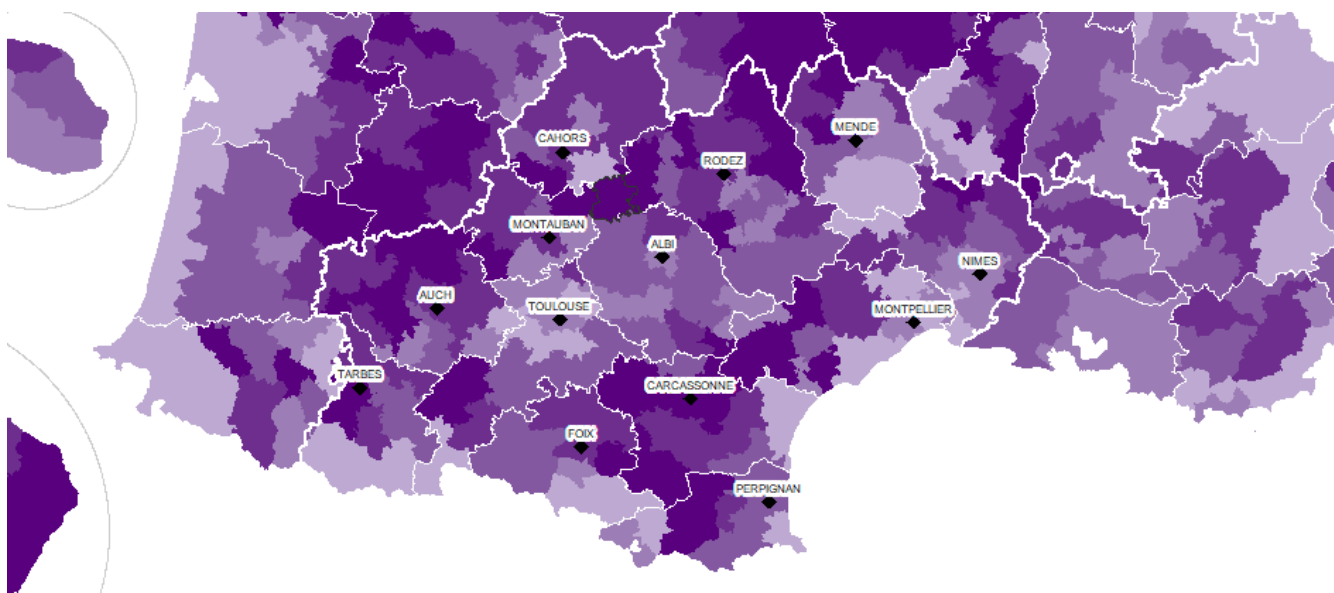 CAHORS
MENDE
RODEZ
MONTAUBAN
ALBI
NIMES
AUCH
TOULOUSE
MONTPELLIER
TARBES
CARCASSONNE
FOIX
PERPIGNAN